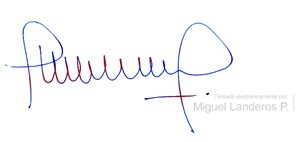 Firmado electrónicamente por:
Miguel Landeros P.